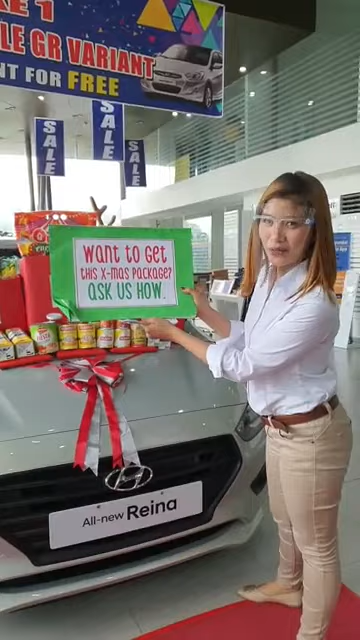 LE GR VARIANT
NT FOR FREE
SALE
SALE
SALE
Want to Get
this X-mas Package?
ASK US HOW...
All-New Reina